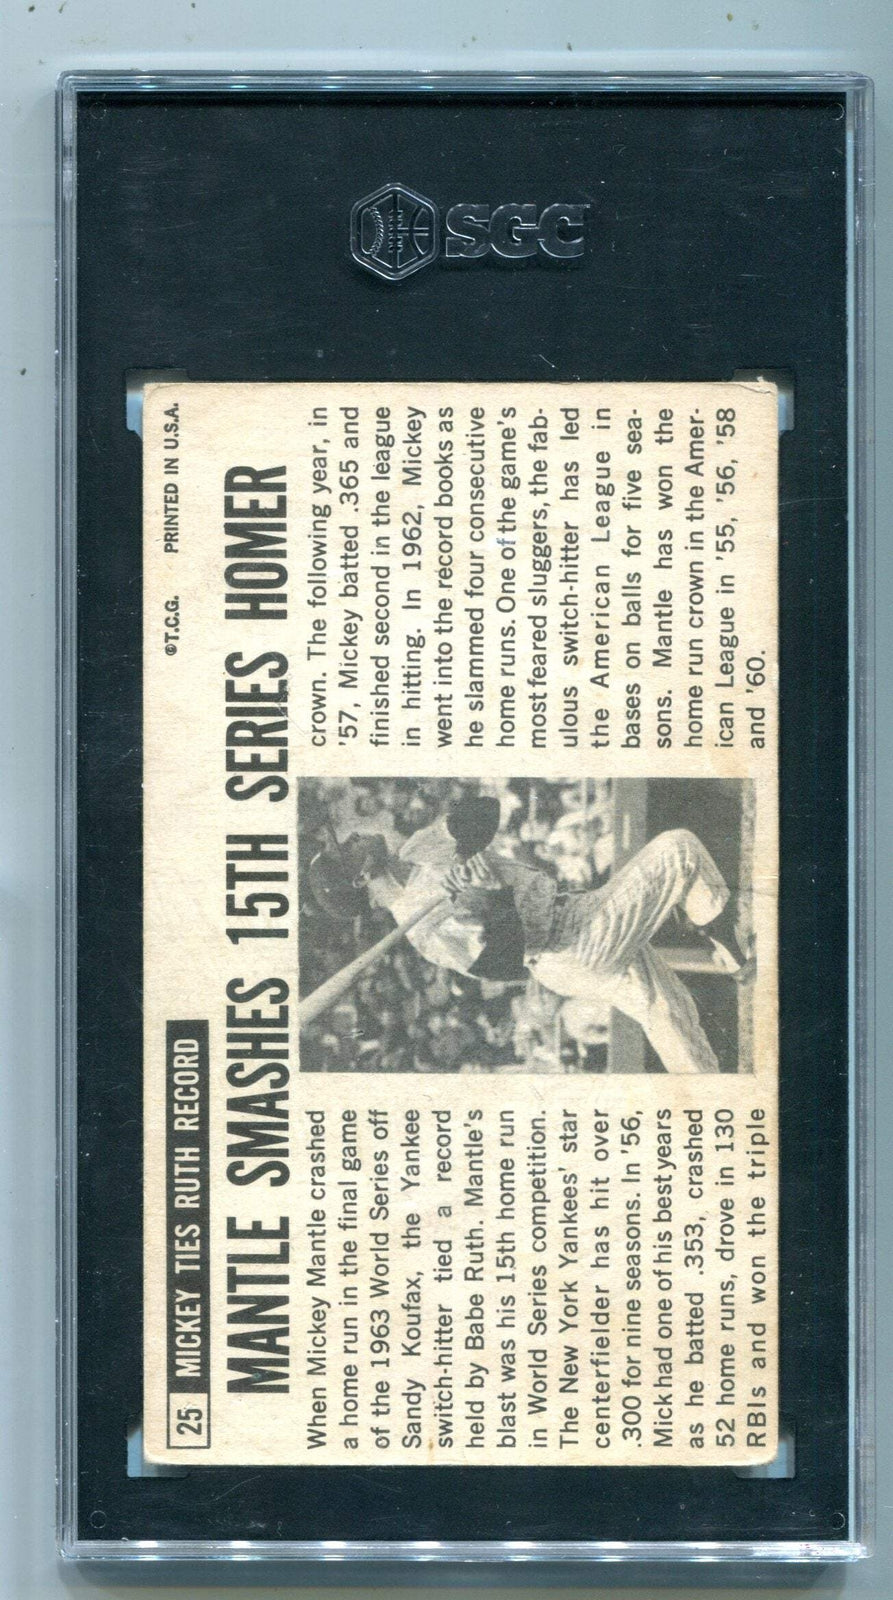 SGC
25 MICKEY TIES RUTH RECORD ©T.C.G. PRINTED IN U.S.A.
MANTLE SMASHES 15TH SERIES HOMER
When Mickey Mantle crashed
a home run in the final game
of the 1963 World Series off
Sandy Koufax, the Yankee
switch-hitter tied a record
held by Babe Ruth. Mantle's
blast was his 15th home run
in World Series competition.
The New York Yankees' star
centerfielder has hit over
.300 for nine seasons. In '56,
Mick had one of his best years
as he batted .353, crashed
52 home runs, drove in 130
RBIs and won the triple
crown. The following year, in
'57, Mickey batted .365 and
finished second in the league
in hitting. In 1962, Mickey
went into the record books as
he slammed four consecutive
home runs. One of the game's
most feared sluggers, the fab-
ulous switch-hitter has led
the American League in
bases on balls for five sea-
sons. Mantle has won the
home run crown in the Amer-
ican League in '55, '56, '58
and '60.